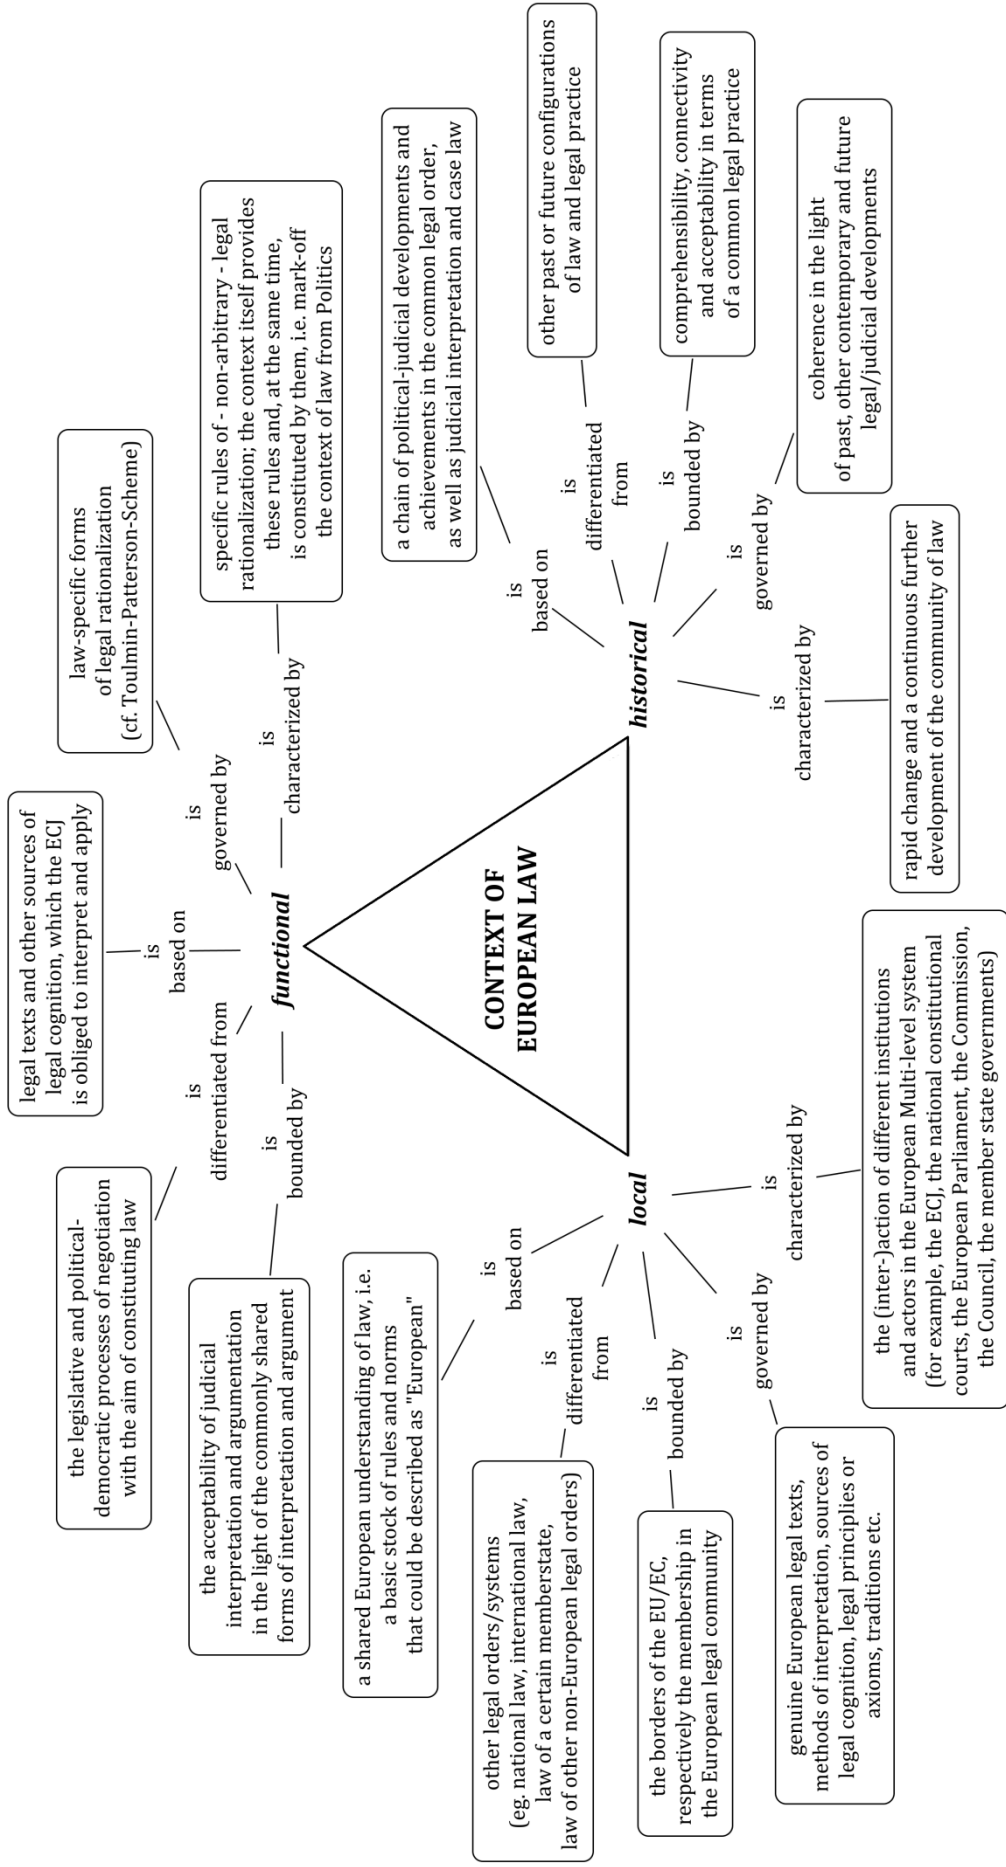 legal texts and other sources of
legal cognition, which the ECJ
is obliged to interpret and apply
is
based on
law-specific forms
of legal rationalization
(cf. Toulmin-Patterson-Scheme)
is
governed by
specific rules of - non-arbitrary - legal
rationalization; the context itself provides
these rules and, at the same time,
is constituted by them, i.e. mark-off
the context of law from Politics
is
characterized by
the legislative and political-
democratic processes of negotiation
with the aim of constituting law
is
differentiated from
the acceptability of judicial
interpretation and argumentation
in the light of the commonly shared
forms of interpretation and argument
is
bounded by
functional
CONTEXT OF
EUROPEAN LAW
local
a shared European understanding of law, i.e.
a basic stock of rules and norms
that could be described as "European"
is
based on
other legal orders/systems
(eg. national law, international law,
law of a certain memberstate,
law of other non-European legal orders)
is
differentiated
from
the borders of the EU/EC,
respectively the membership in
the European legal community
is
bounded by
genuine European legal texts,
methods of interpretation, sources of
legal cognition, legal principlies or
axioms, traditions etc.
is
governed by
the (inter-)action of different institutions
and actors in the European Multi-level system
(for example, the ECJ, the national constitutional
courts, the European Parliament, the Commission,
the Council, the member state governments)
is
characterized by
historical
a chain of political-judicial developments and
achievements in the common legal order,
as well as judicial interpretation and case law
is
based on
other past or future configurations
of law and legal practice
is
differentiated
from
comprehensibility, connectivity
and acceptability in terms
of a common legal practice
is
bounded by
coherence in the light
of past, other contemporary and future
legal/judicial developments
is
governed by
rapid change and a continuous further
development of the community of law
is
characterized by